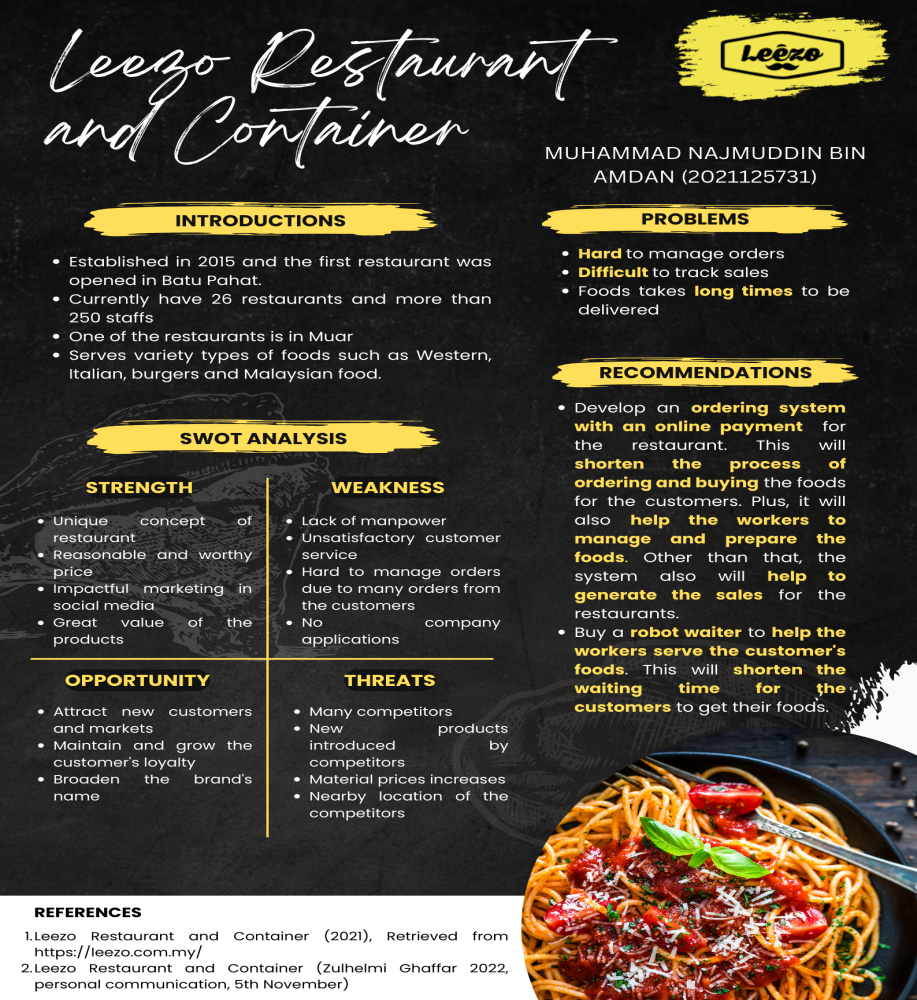 Leezo Restaurant
and Container
Leêzo
MUHAMMAD NAJMUDDIN BIN
AMDAN (2021125731)
INTRODUCTIONS
• Established in 2015 and the first restaurant was
opened in Batu Pahat.
• Currently have 26 restaurants and more than
250 staffs
• One of the restaurants is in Muar
• Serves variety types of foods such as Western,
Italian, burgers and Malaysian food.
SWOT ANALYSIS
STRENGTH
• Unique concept of
restaurant
• Reasonable and worthy
price
• Impactful marketing in
social media
• Great value of the
products
WEAKNESS
• Lack of manpower
• Unsatisfactory customer
service
• Hard to manage orders
due to many orders from
the customers
• No company
applications
OPPORTUNITY
• Attract new customers
and markets
• Maintain and grow the
customer's loyalty
• Broaden the brand's
name
THREATS
• Many competitors
• New products
introduced by
competitors
• Material prices increases
• Nearby location of the
competitors
PROBLEMS
• Hard to manage orders
• Difficult to track sales
• Foods takes long times to be
delivered
RECOMMENDATIONS
• Develop an ordering system
with an online payment for
the restaurant. This will
shorten the process of
ordering and buying the foods
for the customers. Plus, it will
also help the workers to
manage and prepare the
foods. Other than that, the
system also will help to
generate the sales for the
restaurants.
• Buy a robot waiter to help the
workers serve the customer's
foods. This will shorten the
waiting time for the
customers to get their foods.
REFERENCES
1. Leezo Restaurant and Container (2021), Retrieved from
https://leezo.com.my/
2. Leezo Restaurant and Container (Zulhelmi Ghaffar 2022,
personal communication, 5th November)